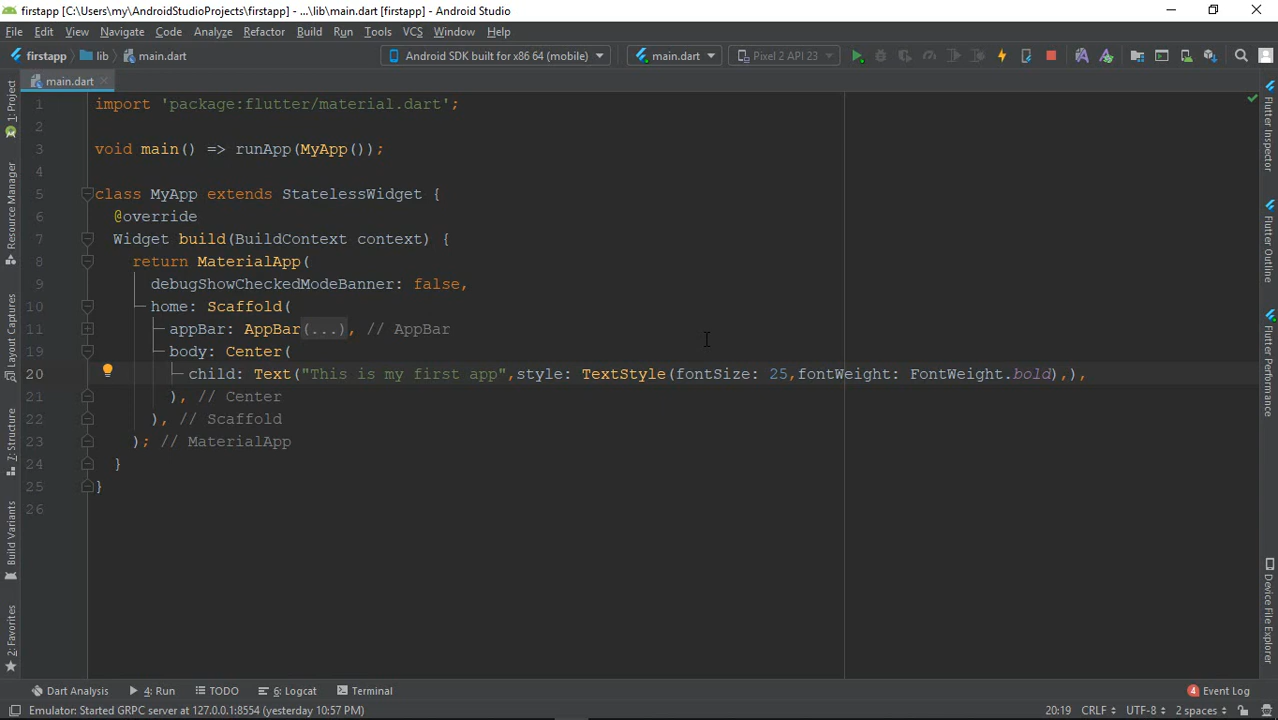 firstapp [C:\Users\my\AndroidStudioProjects\firstapp] - ...\lib\main.dart [firstapp] - Android Studio
File Edit View Navigate Code Analyze Refactor Build Run Tools VCS Window Help
firstapp lib main.dart Android SDK built for x86 64 (mobile) main.dart Pixel 2 API 23
main.dart
1 import 'package:flutter/material.dart';
2
3 void main() => runApp(MyApp());
4
5 class MyApp extends StatelessWidget {
6 @override
7 Widget build(BuildContext context) {
8 return MaterialApp(
9 debugShowCheckedModeBanner: false,
10 home: Scaffold(
11 appBar: AppBar(...), // AppBar
19 body: Center(
20 child: Text("This is my first app",style: TextStyle(fontSize: 25,fontWeight: FontWeight.bold),),
21 ), // Center
22 ), // Scaffold
23 ); // MaterialApp
24 }
25 }
26
1: Project
Resource Manager
Layout Captures
7: Structure
Build Variants
2: Favorites
Flutter Inspector
Flutter Outline
Flutter Performance
Device File Explorer
Dart Analysis 4: Run TODO 6: Logcat Terminal 4 Event Log
Emulator: Started GRPC server at 127.0.0.1:8554 (yesterday 10:57 PM) 20:19 CRLF UTF-8 2 spaces